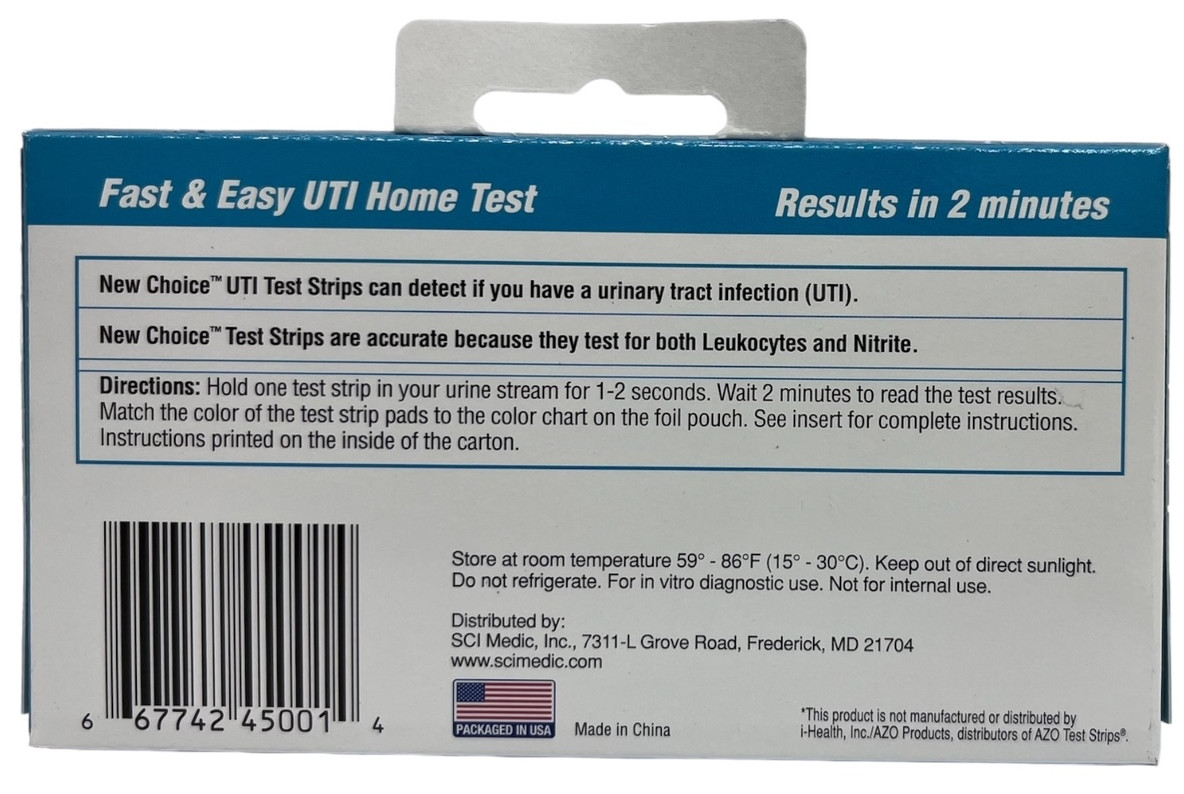 Fast & Easy UTI Home Test
Results in 2 minutes
New Choice™ UTI Test Strips can detect if you have a urinary tract infection (UTI).
New Choice™ Test Strips are accurate because they test for both Leukocytes and Nitrite.
Directions: Hold one test strip in your urine stream for 1-2 seconds. Wait 2 minutes to read the test results.
Match the color of the test strip pads to the color chart on the foil pouch. See insert for complete instructions.
Instructions printed on the inside of the carton.
Store at room temperature 59° - 86°F (15° - 30°C). Keep out of direct sunlight.
Do not refrigerate. For in vitro diagnostic use. Not for internal use.
Distributed by:
SCI Medic, Inc., 7311-L Grove Road, Frederick, MD 21704
www.scimedic.com
6 67742 45001 4
PACKAGED IN USA
Made in China
*This product is not manufactured or distributed by
i-Health, Inc./AZO Products, distributors of AZO Test Strips®.